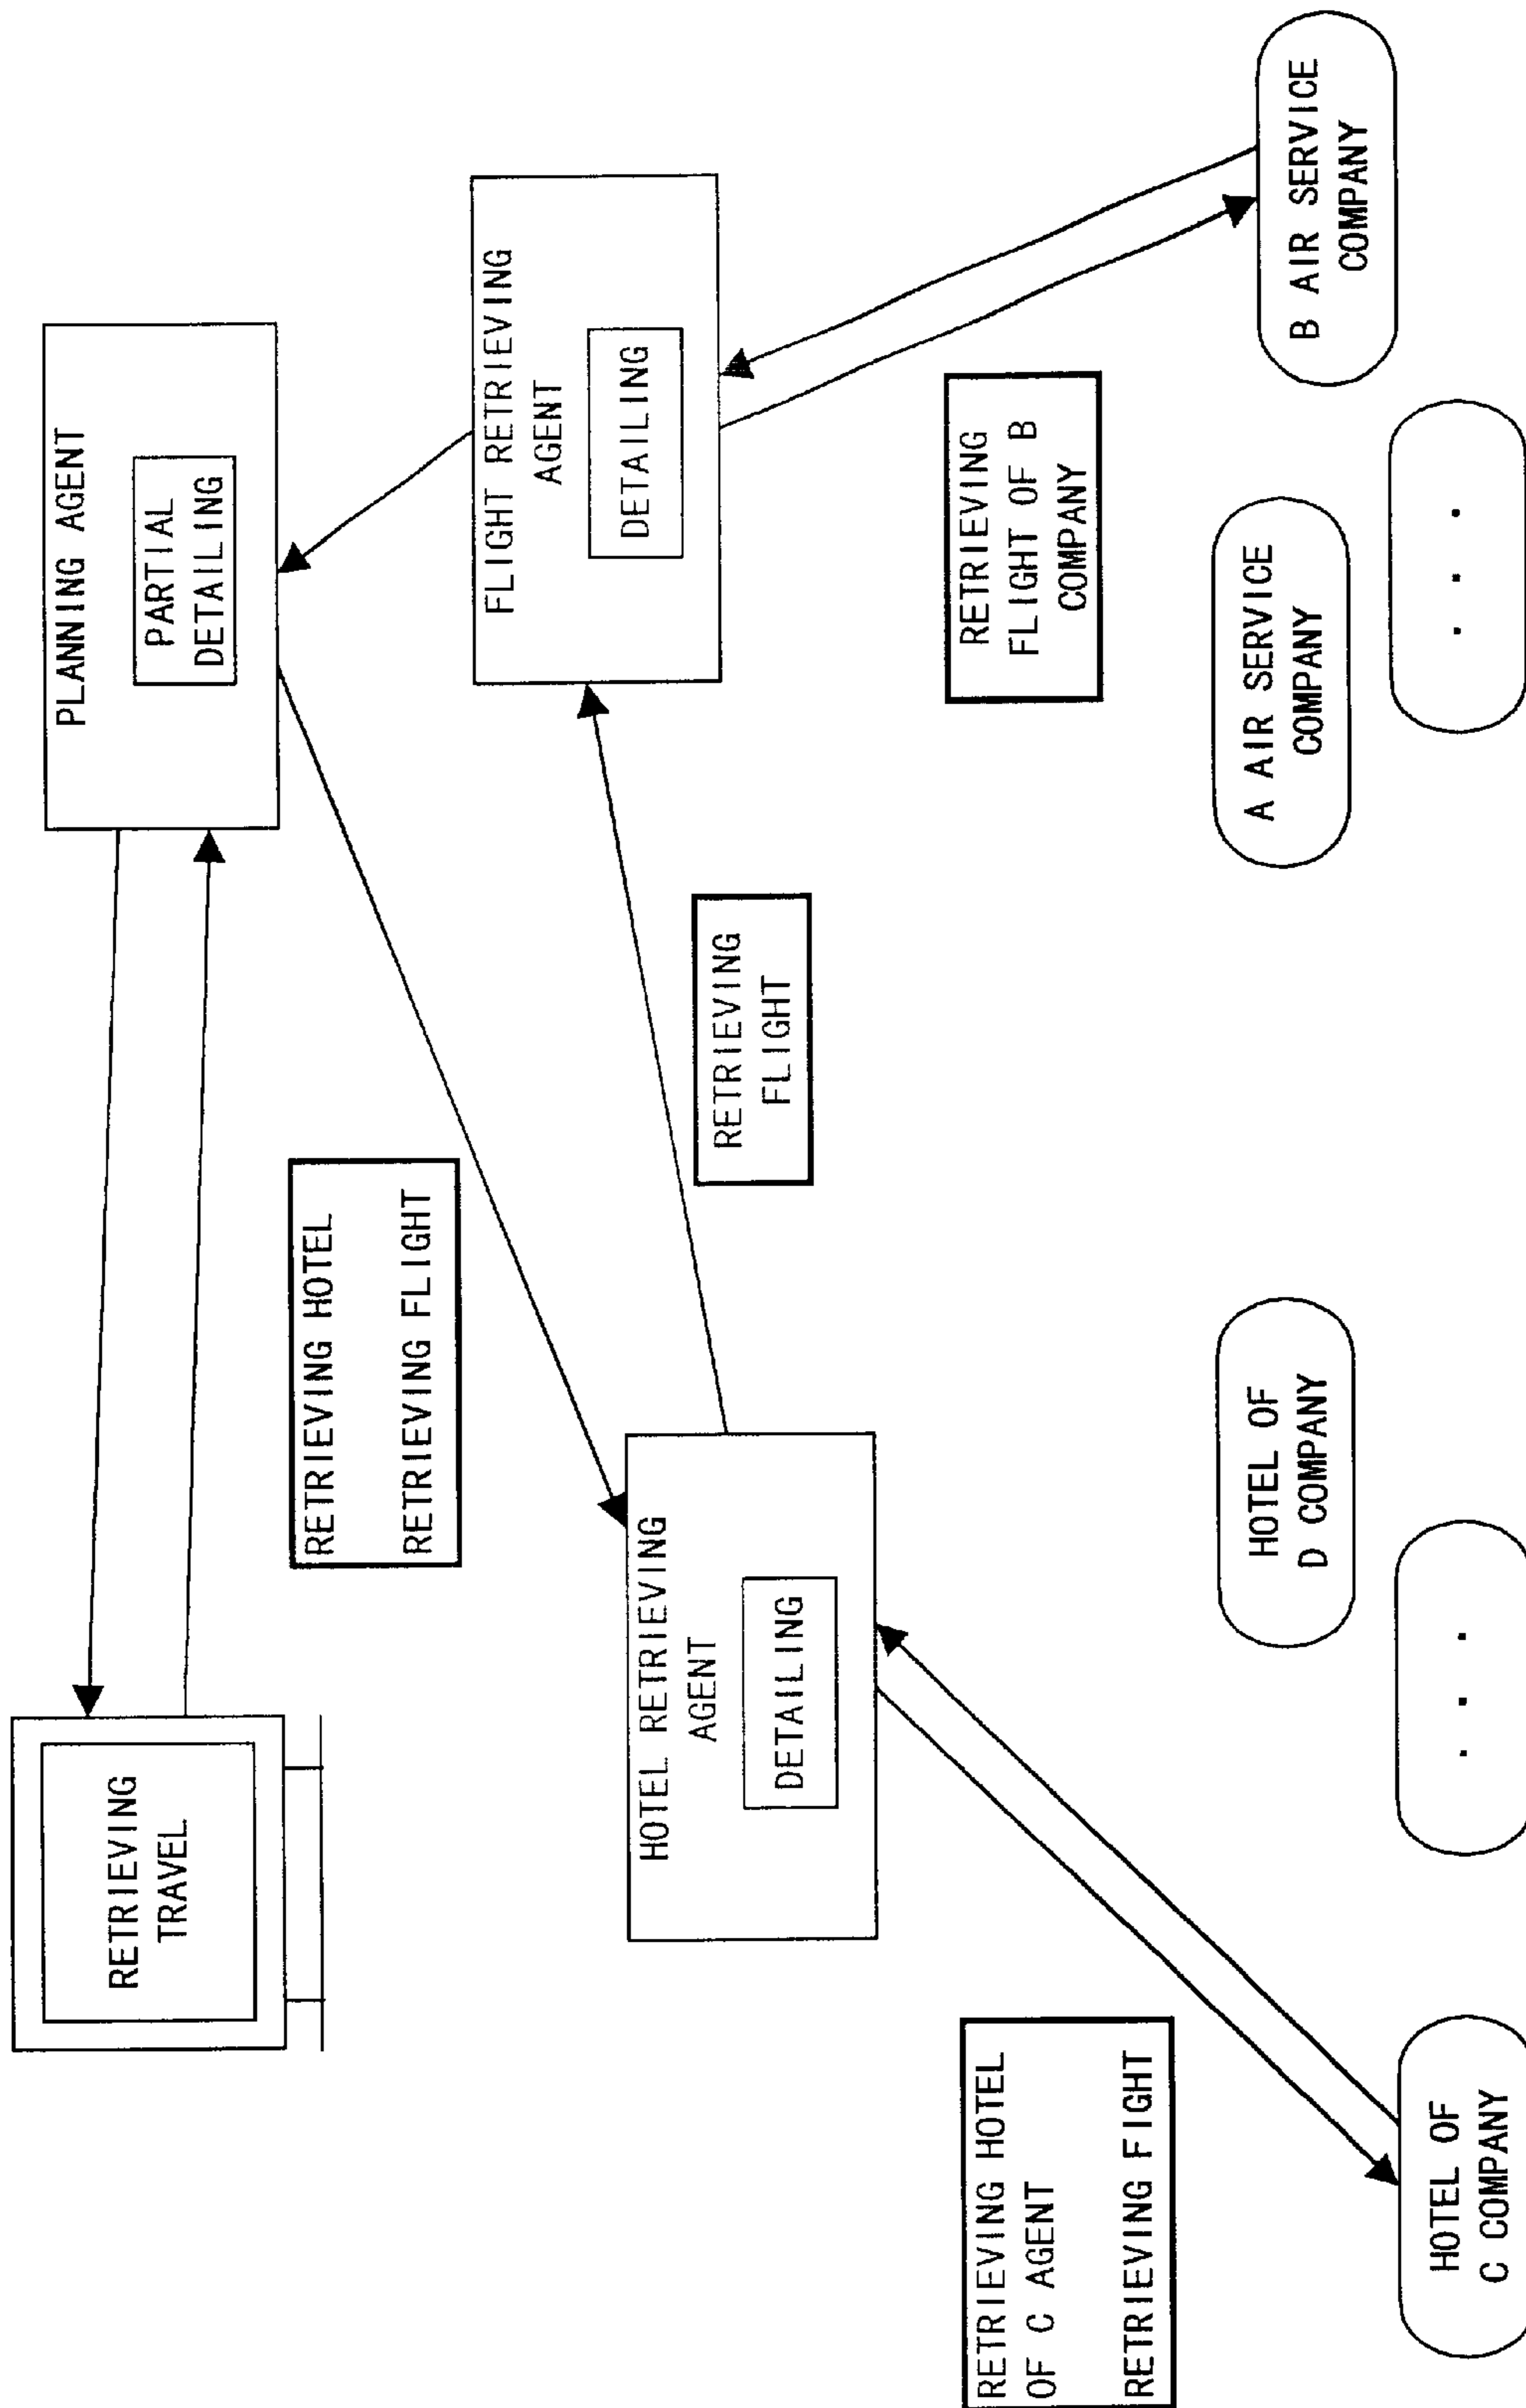 RETRIEVING
TRAVEL
PLANNING AGENT
PARTIAL
DETAILING
RETRIEVING HOTEL
RETRIEVING FLIGHT
FLIGHT RETRIEVING
AGENT
DETAILING
HOTEL RETRIEVING
AGENT
DETAILING
RETRIEVING
FLIGHT
RETRIEVING HOTEL
OF C AGENT
RETRIEVING FIGHT
RETRIEVING
FLIGHT OF B
COMPANY
HOTEL OF
C COMPANY
HOTEL OF
D COMPANY
. . .
A AIR SERVICE
COMPANY
. . .
B AIR SERVICE
COMPANY